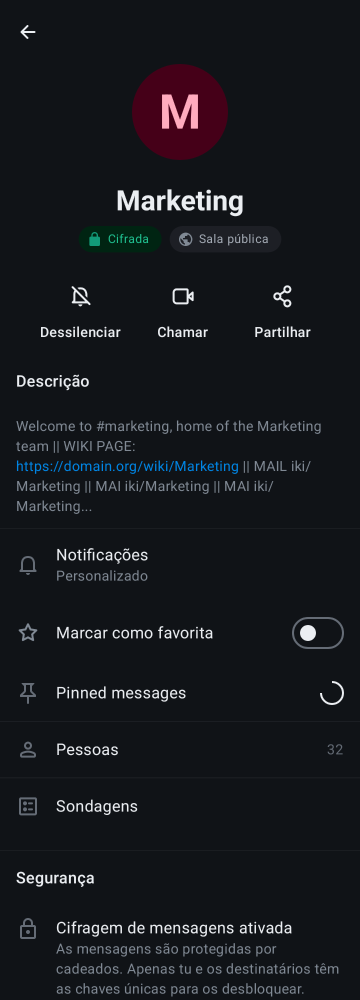 M
Marketing
Cifrada
Sala pública
Dessilenciar
Chamar
Partilhar
Descrição
Welcome to #marketing, home of the Marketing
team || WIKI PAGE:
https://domain.org/wiki/Marketing || MAIL iki/
Marketing || MAI iki/Marketing || MAI iki/
Marketing...
Notificações
Personalizado
Marcar como favorita
Pinned messages
Pessoas
32
Sondagens
Segurança
Cifragem de mensagens ativada
As mensagens são protegidas por
cadeados. Apenas tu e os destinatários têm
as chaves únicas para os desbloquear.